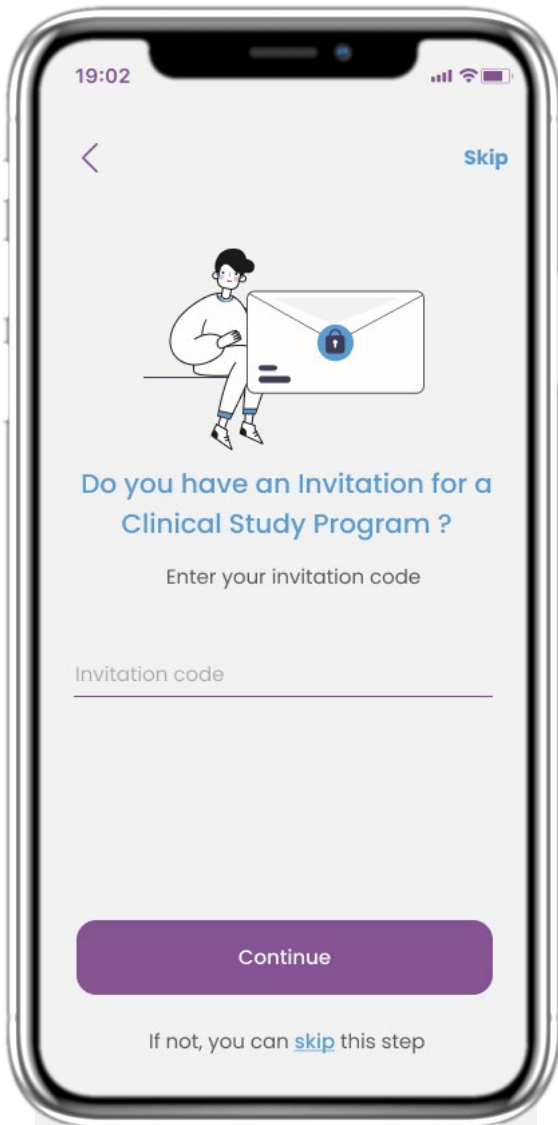 19:02
Skip
Do you have an Invitation for a
Clinical Study Program ?
Enter your invitation code
Invitation code
Continue
If not, you can skip this step